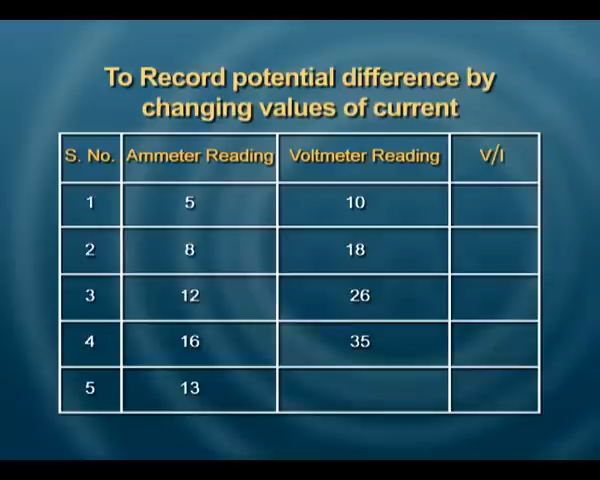 To Record potential difference by
changing values of current
S. No. Ammeter Reading Voltmeter Reading V/I
1 5 10
2 8 18
3 12 26
4 16 35
5 13